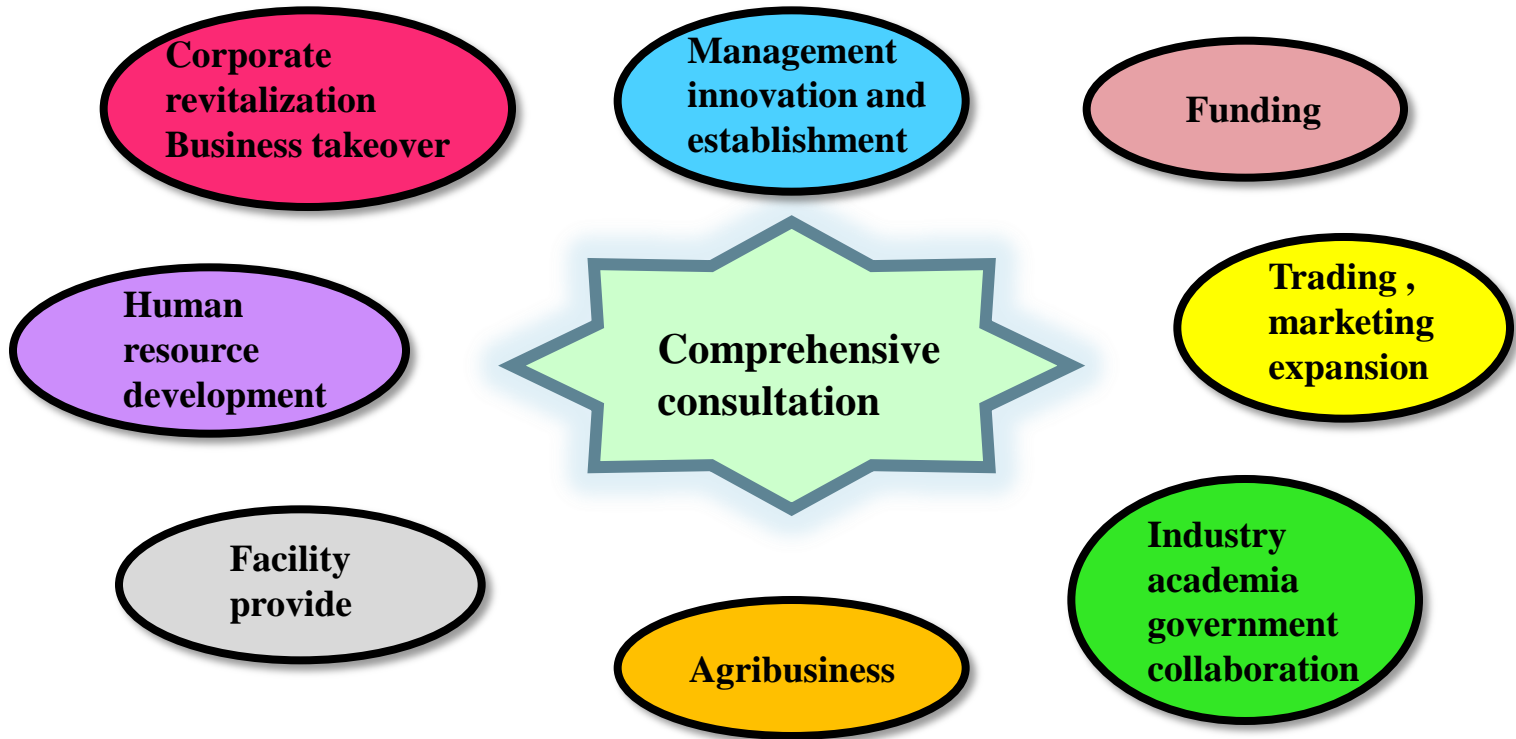 Corporate
revitalization
Business takeover
Management
innovation and
establishment
Funding
Human
resource
development
Comprehensive
consultation
Trading ,
marketing
expansion
Facility
provide
Agribusiness
Industry
academia
government
collaboration